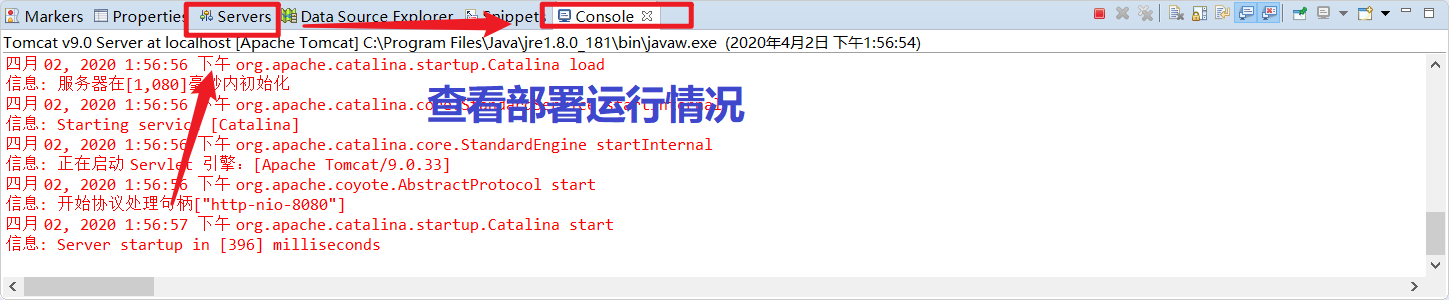 Markers Properties Servers Data Source Explorer Snippets Console
Tomcat v9.0 Server at localhost [Apache Tomcat] C:\Program Files\Java\jre1.8.0_181\bin\javaw.exe (2020年4月2日 下午1:56:54)
四月 02, 2020 1:56:56 下午 org.apache.catalina.startup.Catalina load
信息: 服务器在[1,080]毫秒内初始化
四月 02, 2020 1:56:56 下午 org.apache.catalina.core.StandardService startInternal
查看部署运行情况
信息: Starting service [Catalina]
四月 02, 2020 1:56:56 下午 org.apache.catalina.core.StandardEngine startInternal
信息: 正在启动 Servlet 引擎：[Apache Tomcat/9.0.33]
四月 02, 2020 1:56:56 下午 org.apache.coyote.AbstractProtocol start
信息: 开始协议处理句柄["http-nio-8080"]
四月 02, 2020 1:56:57 下午 org.apache.catalina.startup.Catalina start
信息: Server startup in [396] milliseconds